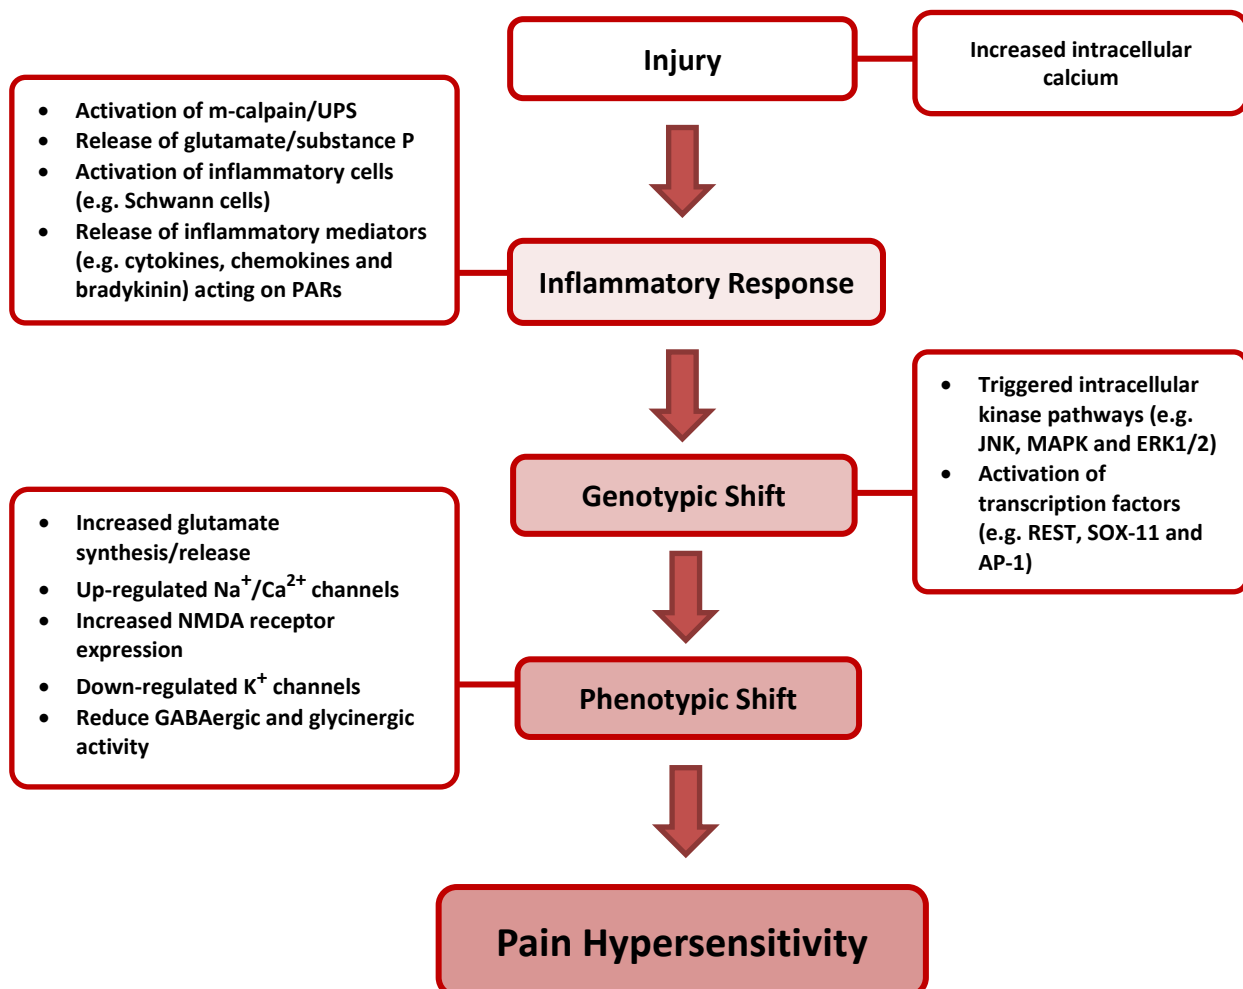 Injury
Increased intracellular
calcium
• Activation of m-calpain/UPS
• Release of glutamate/substance P
• Activation of inflammatory cells
(e.g. Schwann cells)
• Release of inflammatory mediators
(e.g. cytokines, chemokines and
bradykinin) acting on PARs
Inflammatory Response
• Triggered intracellular
kinase pathways (e.g.
JNK, MAPK and ERK1/2)
• Activation of
transcription factors
(e.g. REST, SOX-11 and
AP-1)
Genotypic Shift
• Increased glutamate
synthesis/release
• Up-regulated Na⁺/Ca²⁺ channels
• Increased NMDA receptor
expression
• Down-regulated K⁺ channels
• Reduce GABAergic and glycinergic
activity
Phenotypic Shift
Pain Hypersensitivity